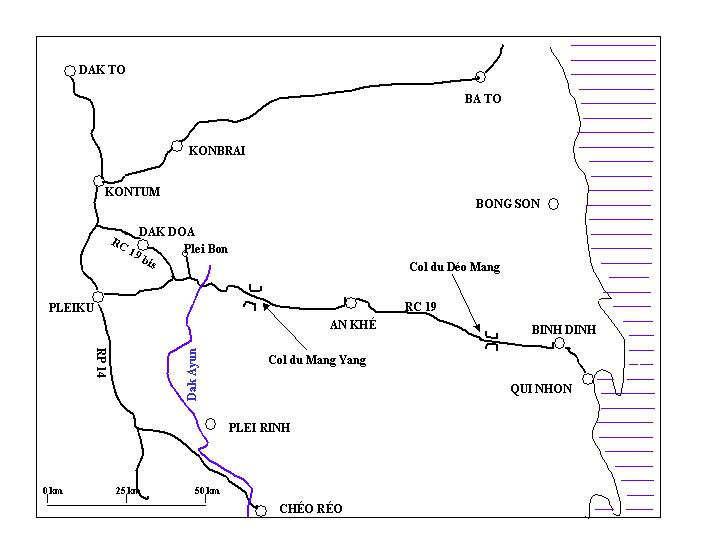 DAK TO
BA TO
KONBRAI
KONTUM
BONG SON
DAK DOA
RC 19 bis
Plei Bon
Col du Déo Mang
PLEIKU
RC 19
AN KHÉ
BINH DINH
Col du Mang Yang
RP 14
Dak Ayun
QUI NHON
PLEI RINH
0 km 25 km 50 km
CHÉO RÉO